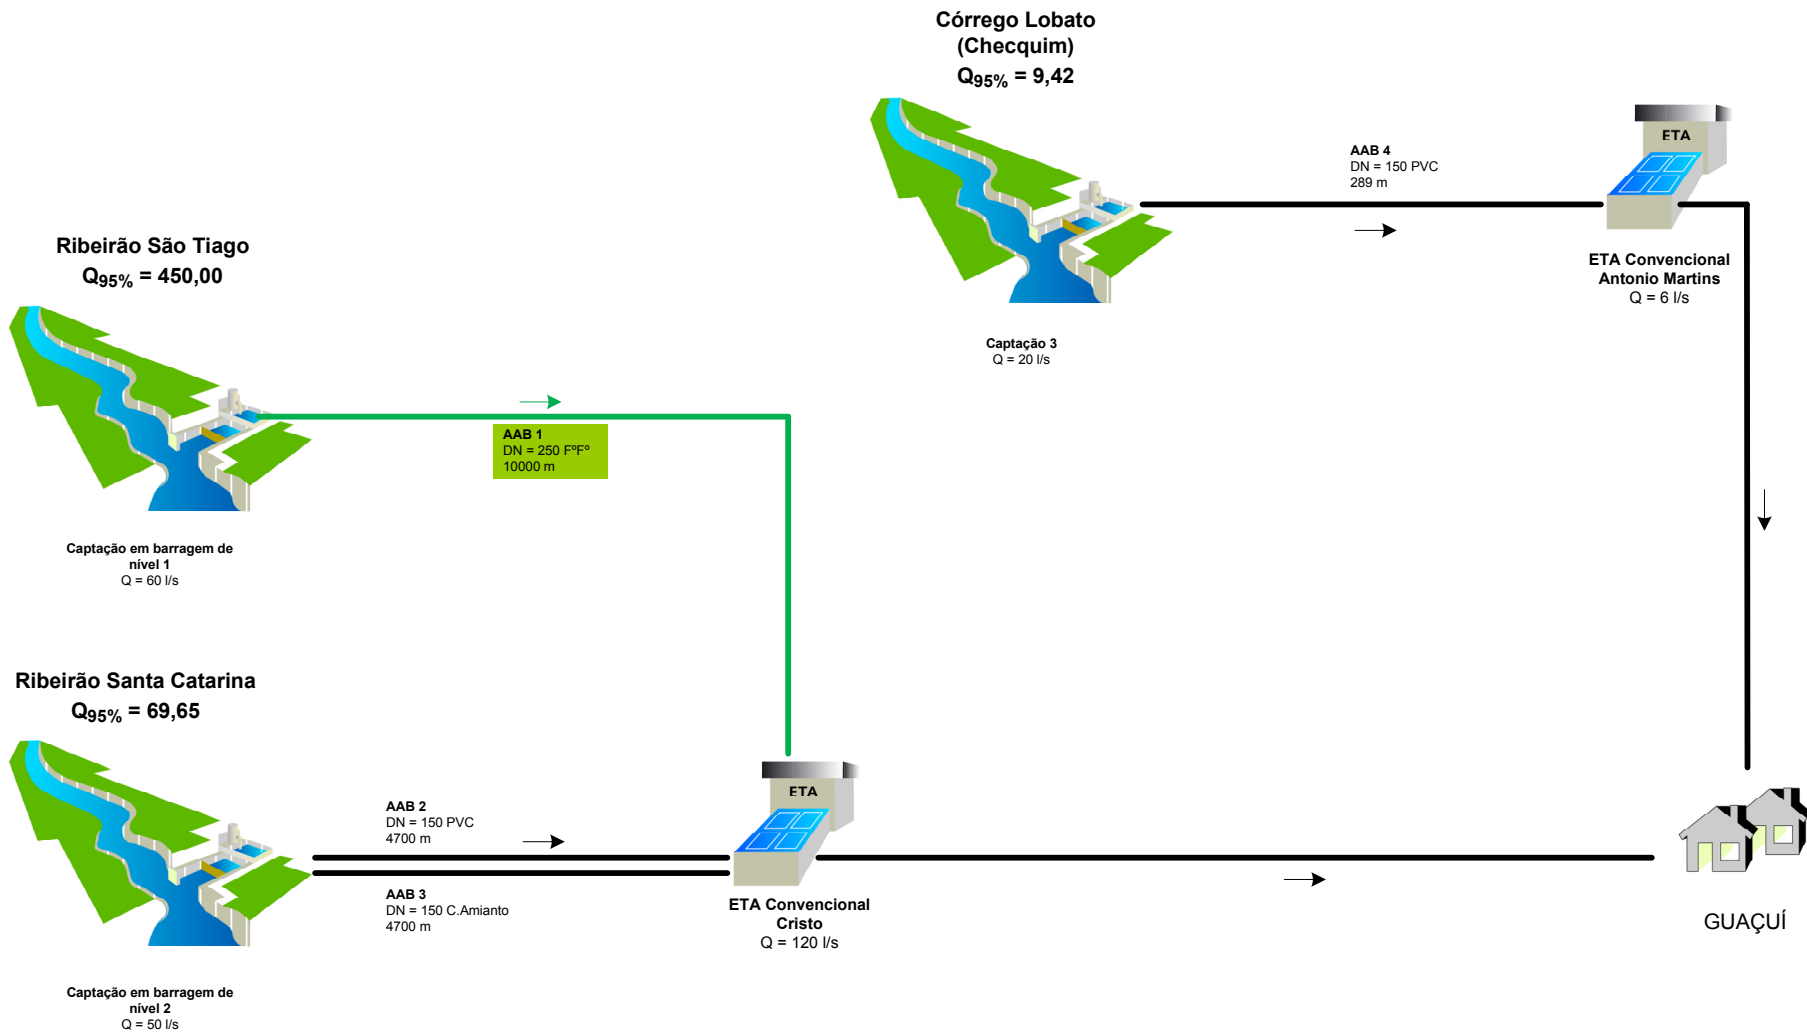 Córrego Lobato
(Checquim)
Q95% = 9,42
ETA
AAB 4
DN = 150 PVC
289 m
ETA Convencional
Antonio Martins
Q = 6 l/s
Captação 3
Q = 20 l/s
Ribeirão São Tiago
Q95% = 450,00
AAB 1
DN = 250 FºFº
10000 m
Captação em barragem de
nível 1
Q = 60 l/s
Ribeirão Santa Catarina
Q95% = 69,65
ETA
AAB 2
DN = 150 PVC
4700 m
AAB 3
DN = 150 C.Amianto
4700 m
ETA Convencional
Cristo
Q = 120 l/s
GUAÇUÍ
Captação em barragem de
nível 2
Q = 50 l/s